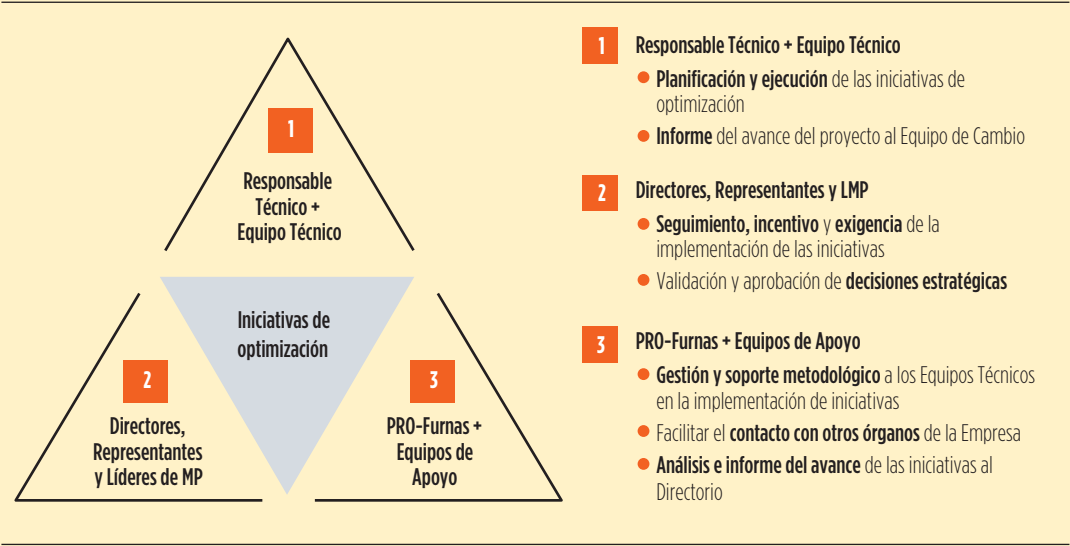 1
Responsable
Técnico +
Equipo Técnico
Iniciativas de
optimización
2
Directores,
Representantes
y Líderes de MP
3
PRO-Furnas +
Equipos de
Apoyo
1 Responsable Técnico + Equipo Técnico
● Planificación y ejecución de las iniciativas de
optimización
● Informe del avance del proyecto al Equipo de Cambio
2 Directores, Representantes y LMP
● Seguimiento, incentivo y exigencia de la
implementación de las iniciativas
● Validación y aprobación de decisiones estratégicas
3 PRO-Furnas + Equipos de Apoyo
● Gestión y soporte metodológico a los Equipos Técnicos
en la implementación de iniciativas
● Facilitar el contacto con otros órganos de la Empresa
● Análisis e informe del avance de las iniciativas al
Directorio